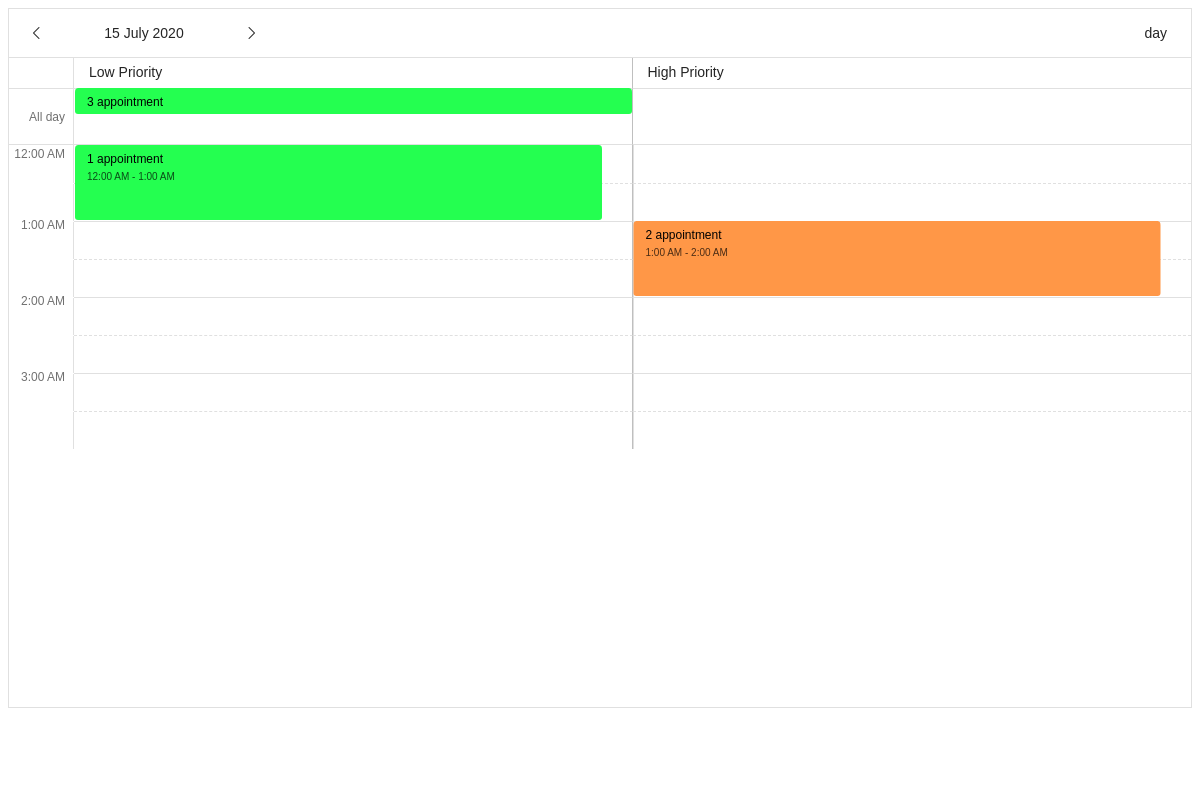 15 July 2020
day
Low Priority
High Priority
All day
3 appointment
12:00 AM
1 appointment
12:00 AM - 1:00 AM
1:00 AM
2 appointment
1:00 AM - 2:00 AM
2:00 AM
3:00 AM